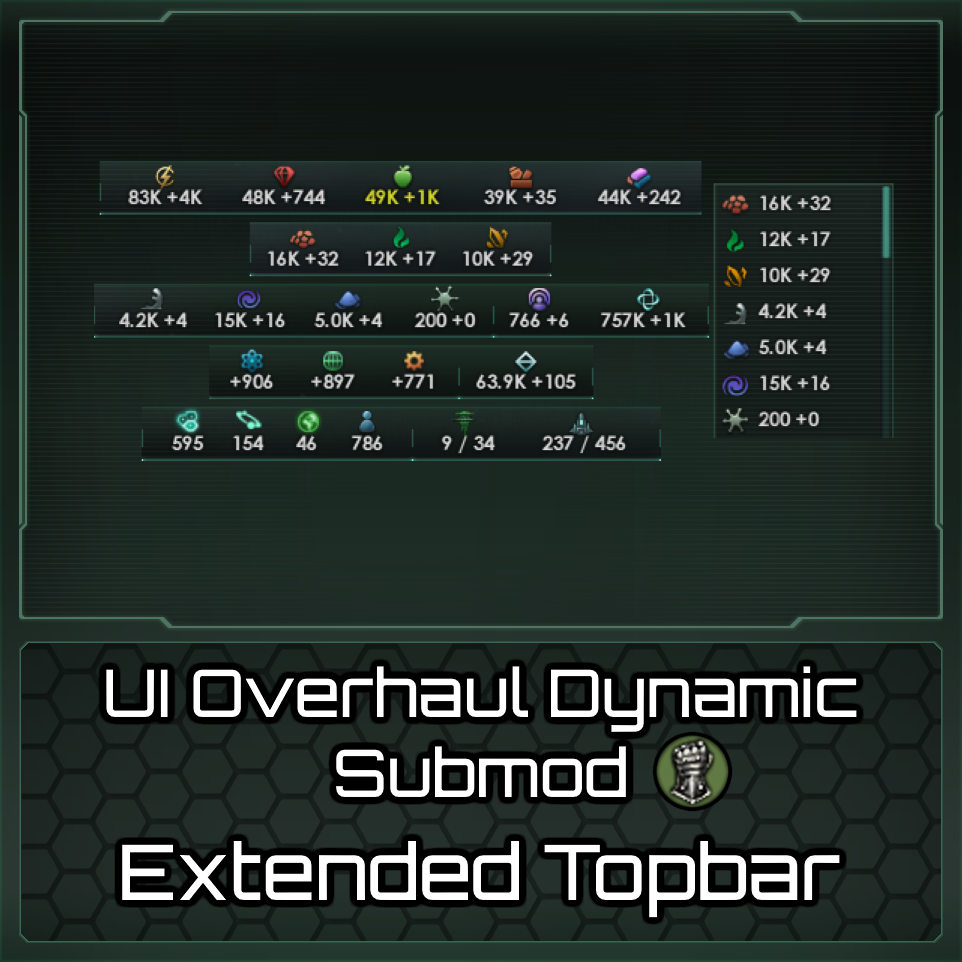 83K +4K 48K +744 49K +1K 39K +35 44K +242
16K +32 12K +17 10K +29
4.2K +4 15K +16 5.0K +4 200 +0 766 +6 757K +1K
+906 +897 +771 63.9K +105
595 154 46 786 9 / 34 237 / 456
16K +32
12K +17
10K +29
4.2K +4
5.0K +4
15K +16
200 +0
UI Overhaul Dynamic
Submod
Extended Topbar